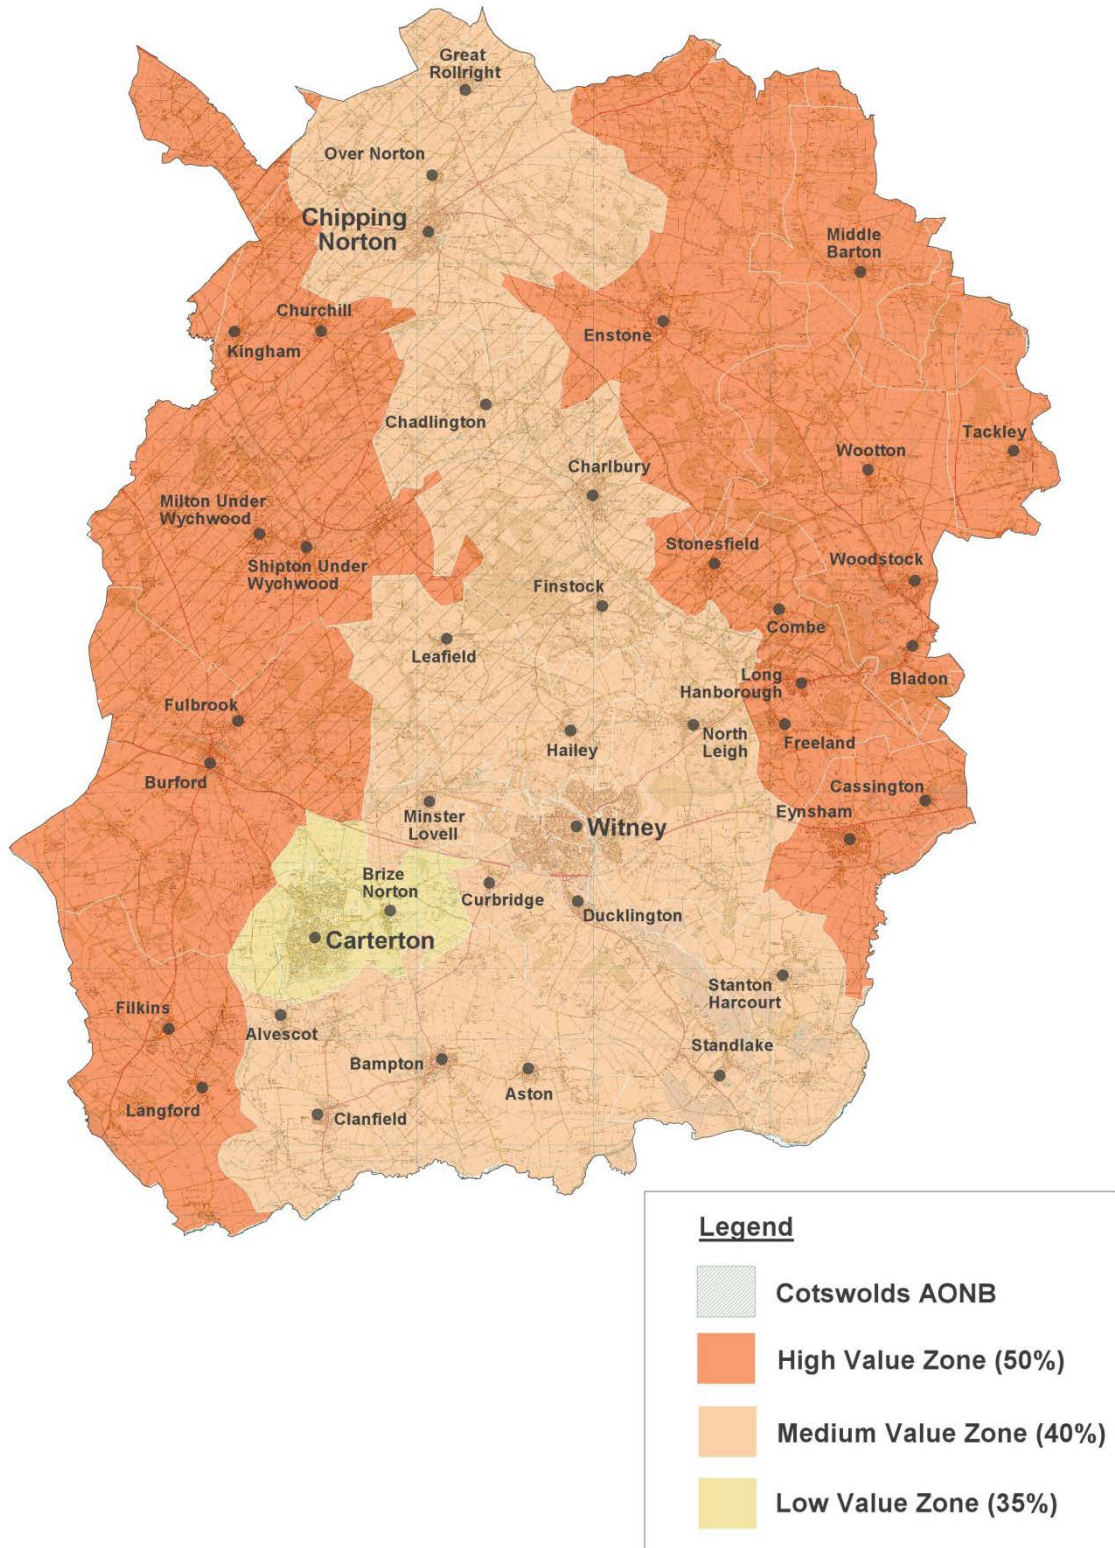 Great
Rollright
Over Norton
Chipping
Norton
Middle
Barton
Churchill
Kingham
Enstone
Chadlington
Tackley
Wootton
Charlbury
Milton Under
Wychwood
Shipton Under
Wychwood
Stonesfield
Woodstock
Finstock
Combe
Leafield
Long
Hanborough
Bladon
Fulbrook
Hailey
North
Leigh
Freeland
Burford
Cassington
Minster
Lovell
Eynsham
Witney
Brize
Norton
Curbridge
Ducklington
Carterton
Stanton
Harcourt
Filkins
Alvescot
Standlake
Bampton
Aston
Langford
Clanfield
Legend
Cotswolds AONB
High Value Zone (50%)
Medium Value Zone (40%)
Low Value Zone (35%)